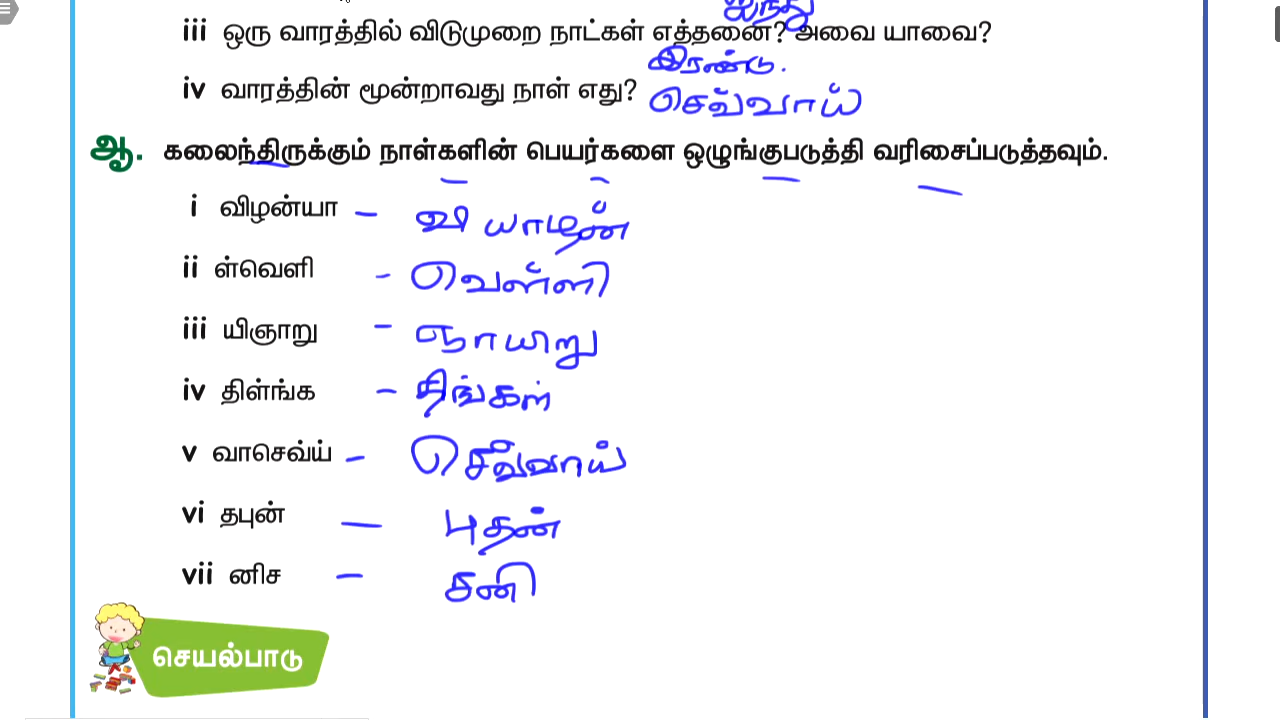 ஐந்து
iii ஒரு வாரத்தில் விடுமுறை நாட்கள் எத்தனை? அவை யாவை?
இரண்டு.
iv வாரத்தின் மூன்றாவது நாள் எது? செவ்வாய்
ஆ. கலைந்திருக்கும் நாள்களின் பெயர்களை ஒழுங்குபடுத்தி வரிசைப்படுத்தவும்.
i விழன்யா – வியாழன்
ii ள்வெளி - வெள்ளி
iii யிஞாறு - ஞாயிறு
iv திள்ங்க - திங்கள்
v வாசெவ்ய் – செவ்வாய்
vi தபுன் — புதன்
vii னிச – சனி
செயல்பாடு